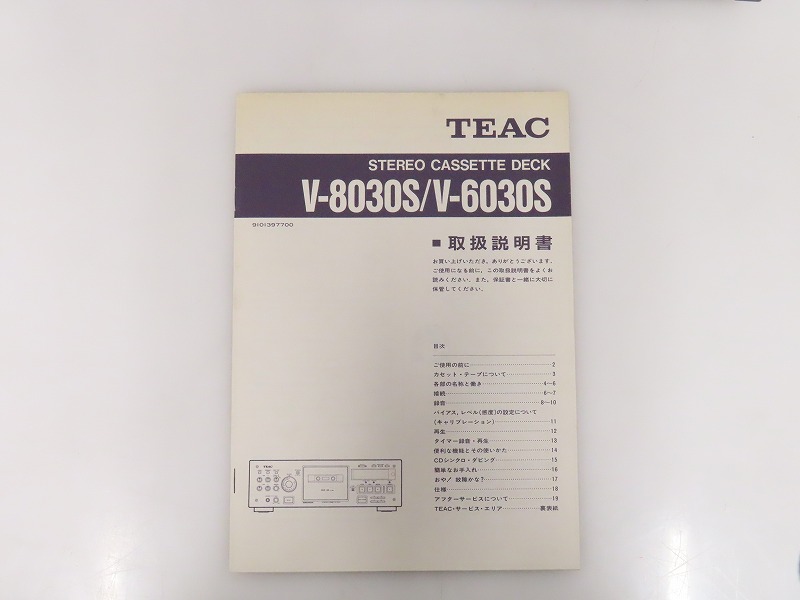 TEAC
STEREO CASSETTE DECK
V-8030S/V-6030S
9101397700
■ 取扱説明書
お買い上げいただき、ありがとうございます。
ご使用になる前に、この取扱説明書をよくお
読みください。また、保証書と一緒に大切に
保管してください。
目次
ご使用の前に 2
カセット・テープについて 3
各部の名称と働き 4〜6
接続 6〜7
録音 8〜10
バイアス, レベル(感度)の設定について
(キャリブレーション) 11
再生 12
タイマー録音・再生 13
便利な機能とその使いかた 14
CDシンクロ・ダビング 15
簡単なお手入れ 16
おや? 故障かな? 17
仕様 18
アフターサービスについて 19
TEAC・サービス・エリア 裏表紙
TEAC